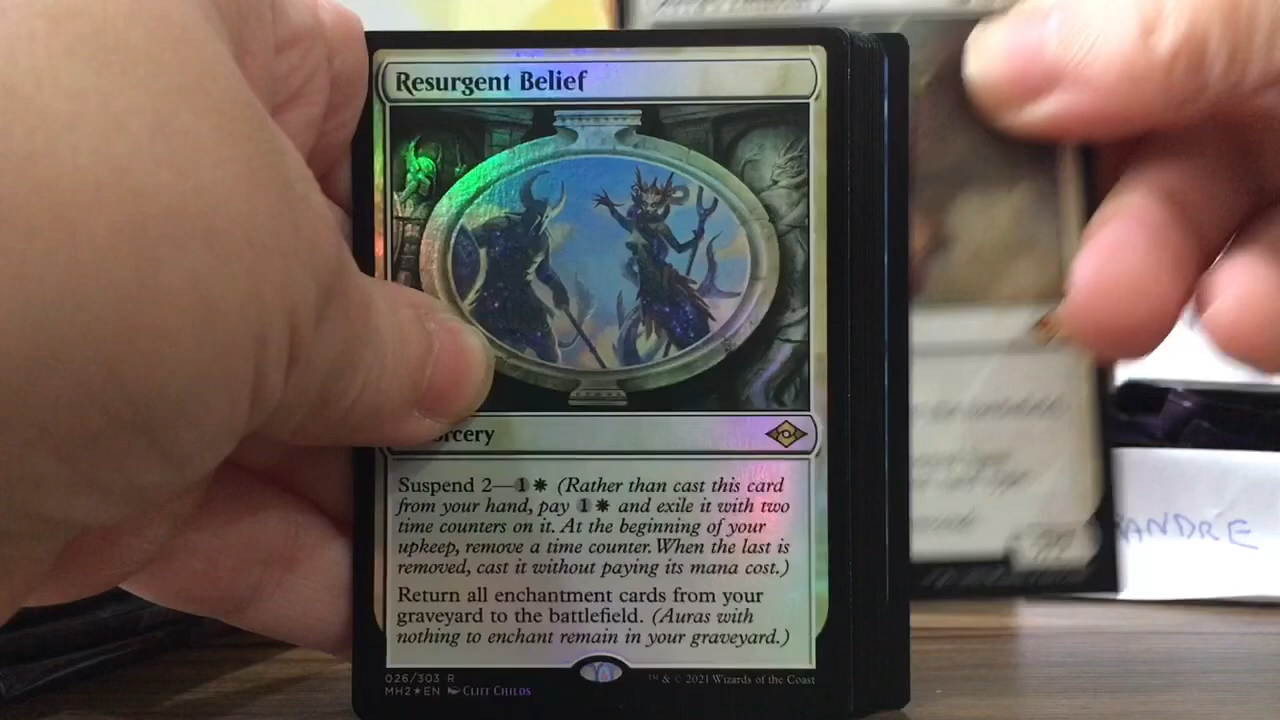 Resurgent Belief
orcery
Suspend 2—1 (Rather than cast this card
from your hand, pay 1 and exile it with two
time counters on it. At the beginning of your
upkeep, remove a time counter. When the last is
removed, cast it without paying its mana cost.)
Return all enchantment cards from your
graveyard to the battlefield. (Auras with
nothing to enchant remain in your graveyard.)
026/303 R
MH2★EN Cliff Childs
™ & © 2021 Wizards of the Coast
ANDRE